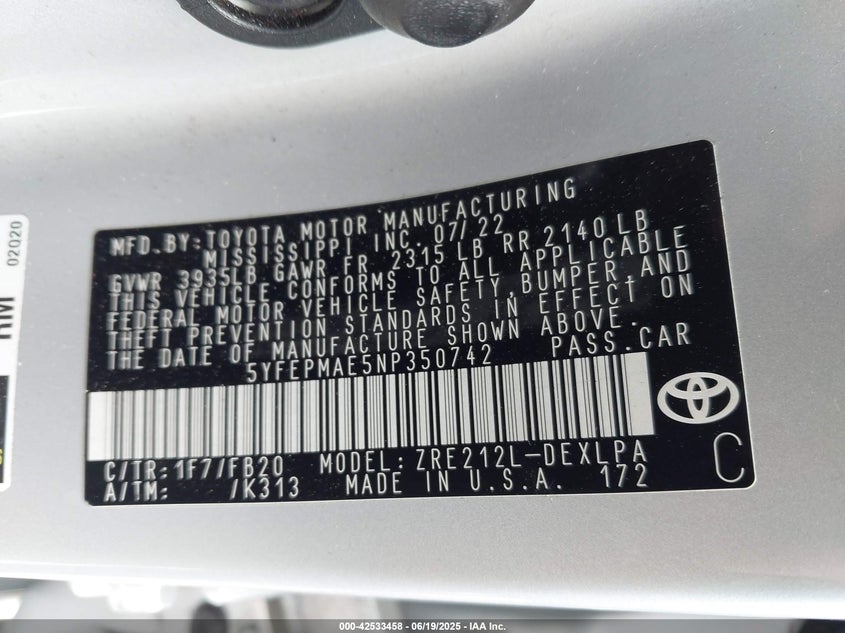 02020
RM
MFD. BY: TOYOTA MOTOR MANUFACTURING
MISSISSIPPI INC. 07/22
GVWR 3935LB GAWR FR 2315 LB RR 2140 LB
THIS VEHICLE CONFORMS TO ALL APPLICABLE
FEDERAL MOTOR VEHICLE SAFETY, BUMPER, AND
THEFT PREVENTION STANDARDS IN EFFECT ON
THE DATE OF MANUFACTURE SHOWN ABOVE.
5YFEPMAE5NP350742 PASS. CAR
C/TR: 1F7/FB20 MODEL: ZRE212L-DEXLPA
A/TM: /K313 MADE IN U.S.A. 172
C
000-42533458 - 06/19/2025 - IAA Inc.